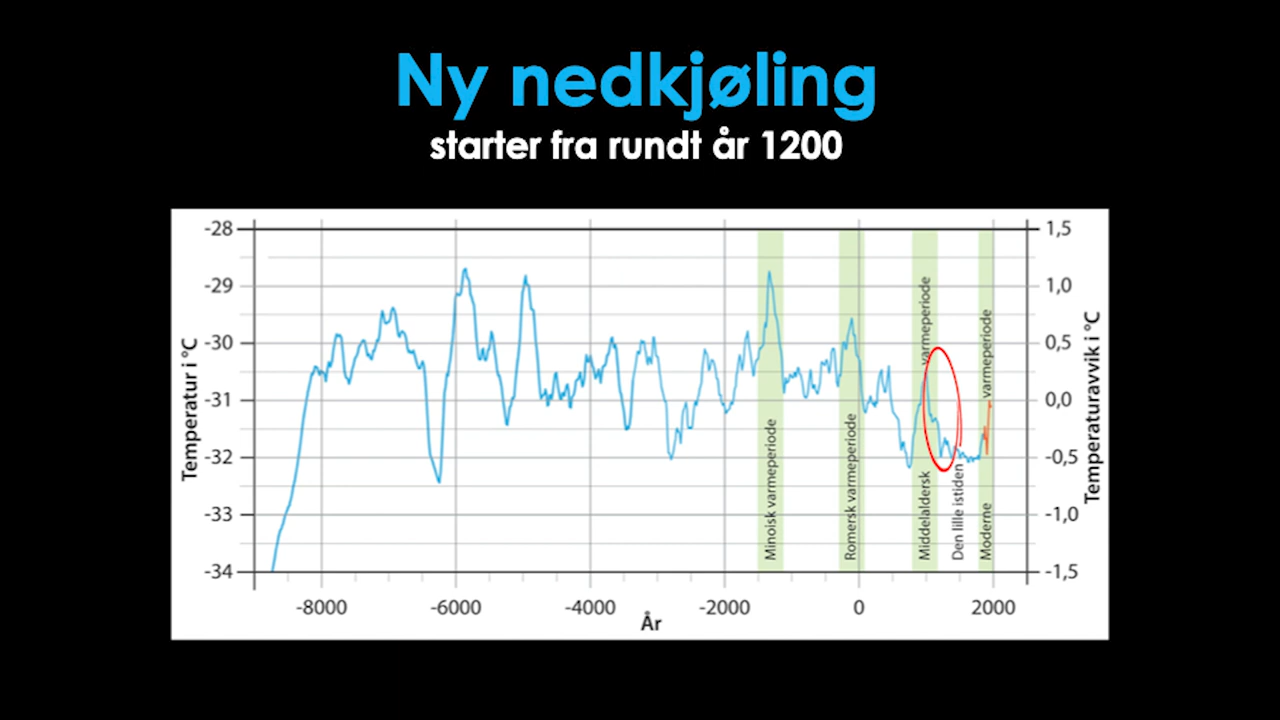 Ny nedkjøling
starter fra rundt år 1200
-28
-29
-30
-31
-32
-33
-34
Temperatur i °C
1,5
1,0
0,5
0,0
-0,5
-1,0
-1,5
Temperaturavvik i °C
Minoisk varmeperiode
Romersk varmeperiode
Middelaldersk varmeperiode
Den lille istiden
Moderne varmeperiode
-8000 -6000 -4000 -2000 0 2000
År